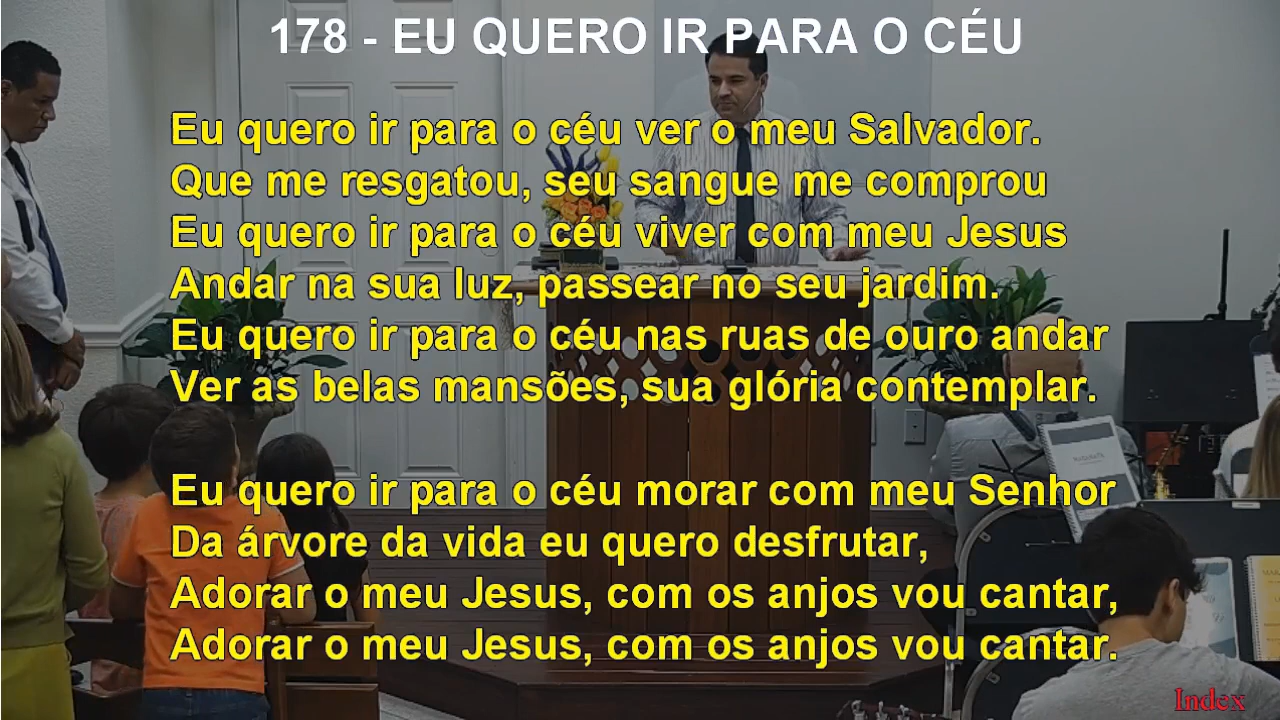 178 - EU QUERO IR PARA O CÉU
Eu quero ir para o céu ver o meu Salvador.
Que me resgatou, seu sangue me comprou
Eu quero ir para o céu viver com meu Jesus
Andar na sua luz, passear no seu jardim.
Eu quero ir para o céu nas ruas de ouro andar
Ver as belas mansões, sua glória contemplar.
Eu quero ir para o céu morar com meu Senhor
Da árvore da vida eu quero desfrutar,
Adorar o meu Jesus, com os anjos vou cantar,
Adorar o meu Jesus, com os anjos vou cantar.
Index